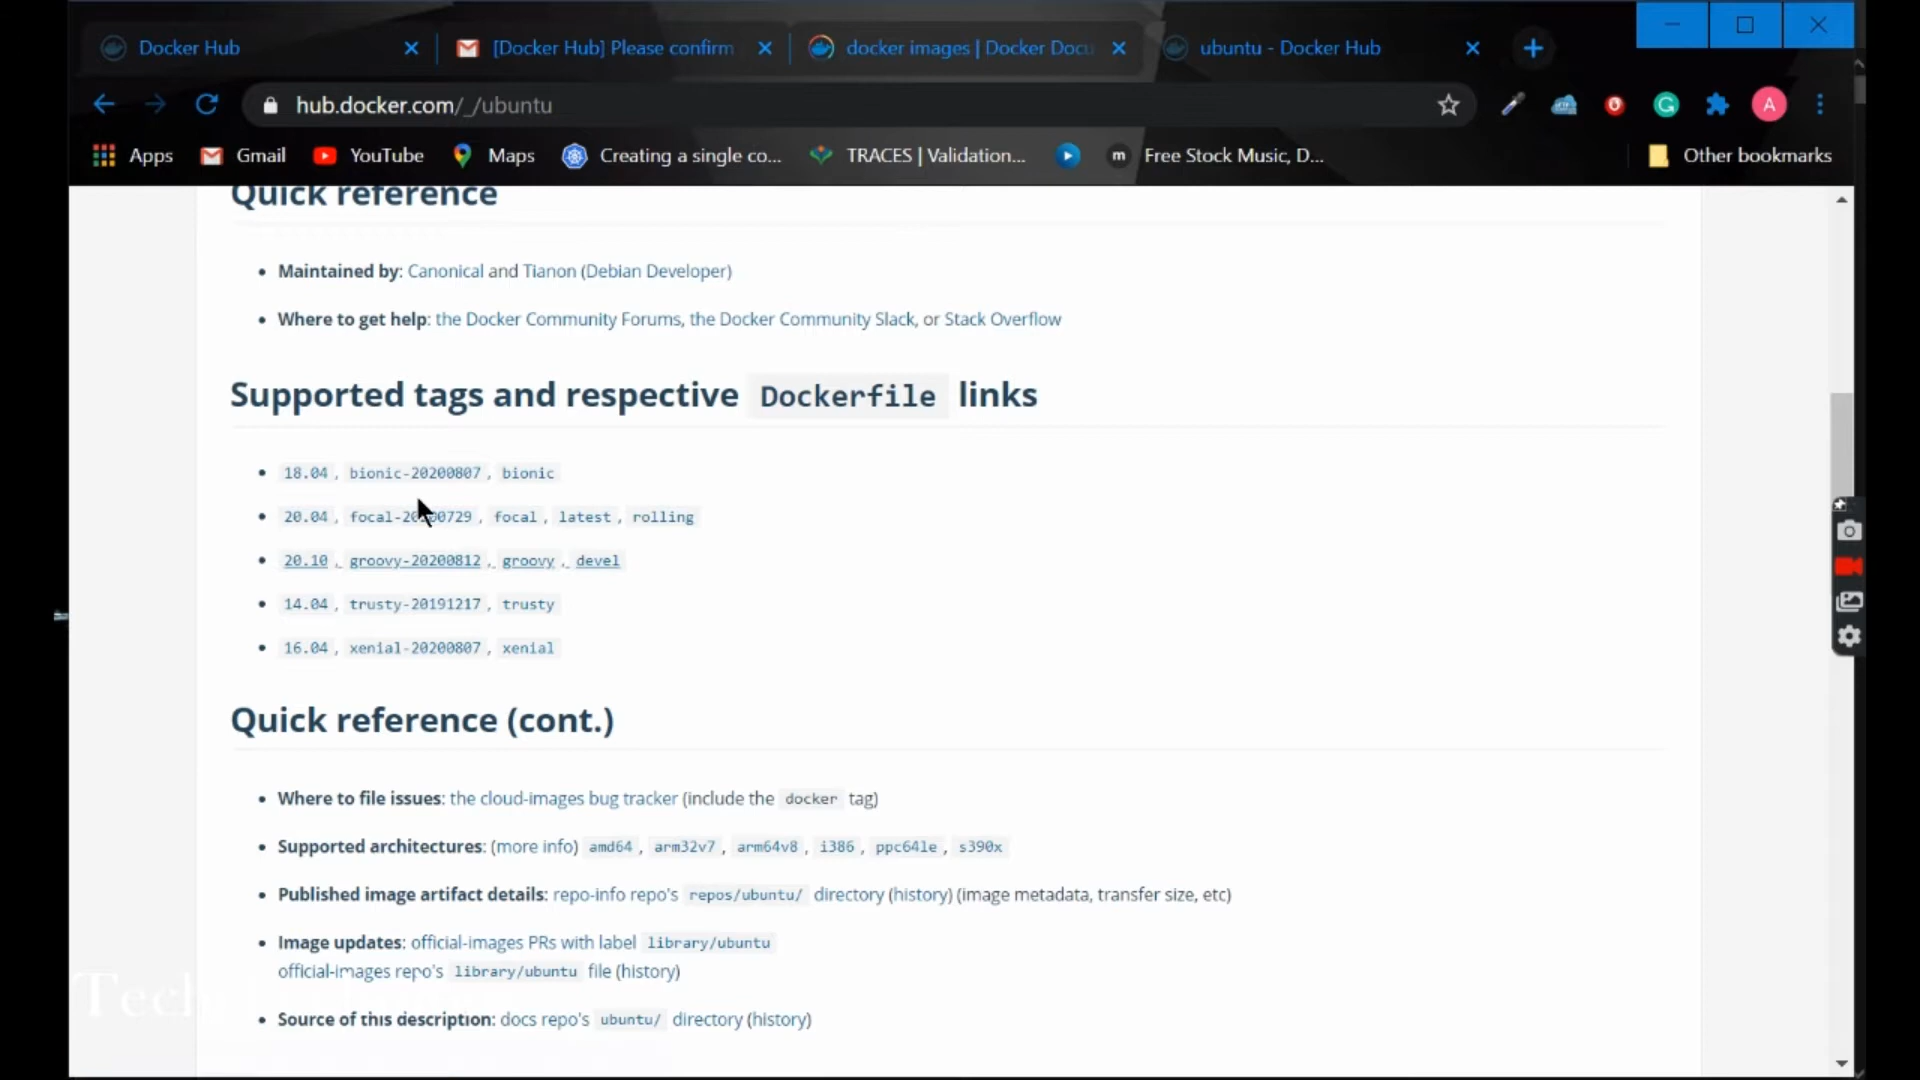 Docker Hub
[Docker Hub] Please confirm
docker images | Docker Docu
ubuntu - Docker Hub
hub.docker.com/_/ubuntu
A
Apps
Gmail
YouTube
Maps
Creating a single co...
TRACES | Validation...
m
Free Stock Music, D...
Other bookmarks
Quick reference
• Maintained by: Canonical and Tianon (Debian Developer)
• Where to get help: the Docker Community Forums, the Docker Community Slack, or Stack Overflow
Supported tags and respective Dockerfile links
• 18.04, bionic-20200807, bionic
• 20.04, focal-20200729, focal, latest, rolling
• 20.10, groovy-20200812, groovy, devel
• 14.04, trusty-20191217, trusty
• 16.04, xenial-20200807, xenial
Quick reference (cont.)
• Where to file issues: the cloud-images bug tracker (include the docker tag)
• Supported architectures: (more info) amd64, arm32v7, arm64v8, i386, ppc64le, s390x
• Published image artifact details: repo-info repo's repos/ubuntu/ directory (history) (image metadata, transfer size, etc)
• Image updates: official-images PRs with label library/ubuntu
official-images repo's library/ubuntu file (history)
• Source of this description: docs repo's ubuntu/ directory (history)